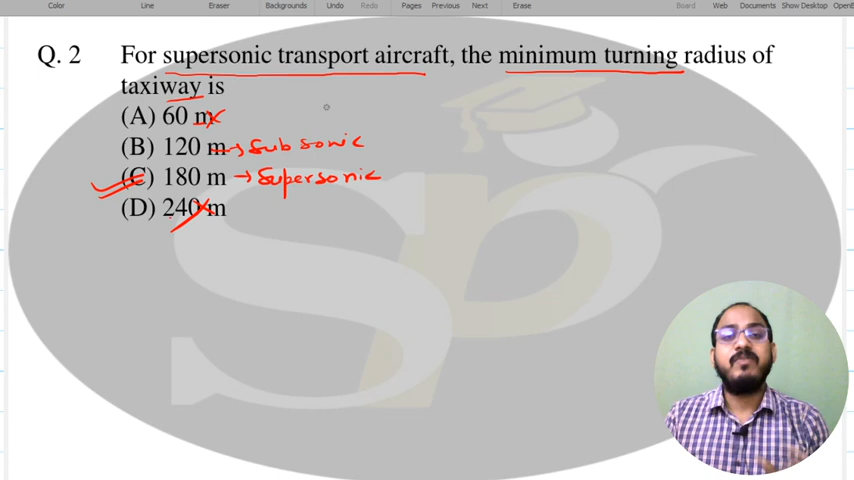 Color Line Eraser Backgrounds Undo Redo Pages Previous Next Erase Board Web Documents Show Desktop OpenB
Q. 2 For supersonic transport aircraft, the minimum turning radius of
taxiway is
(A) 60 m
(B) 120 m → Subsonic
(C) 180 m → Supersonic
(D) 240 m